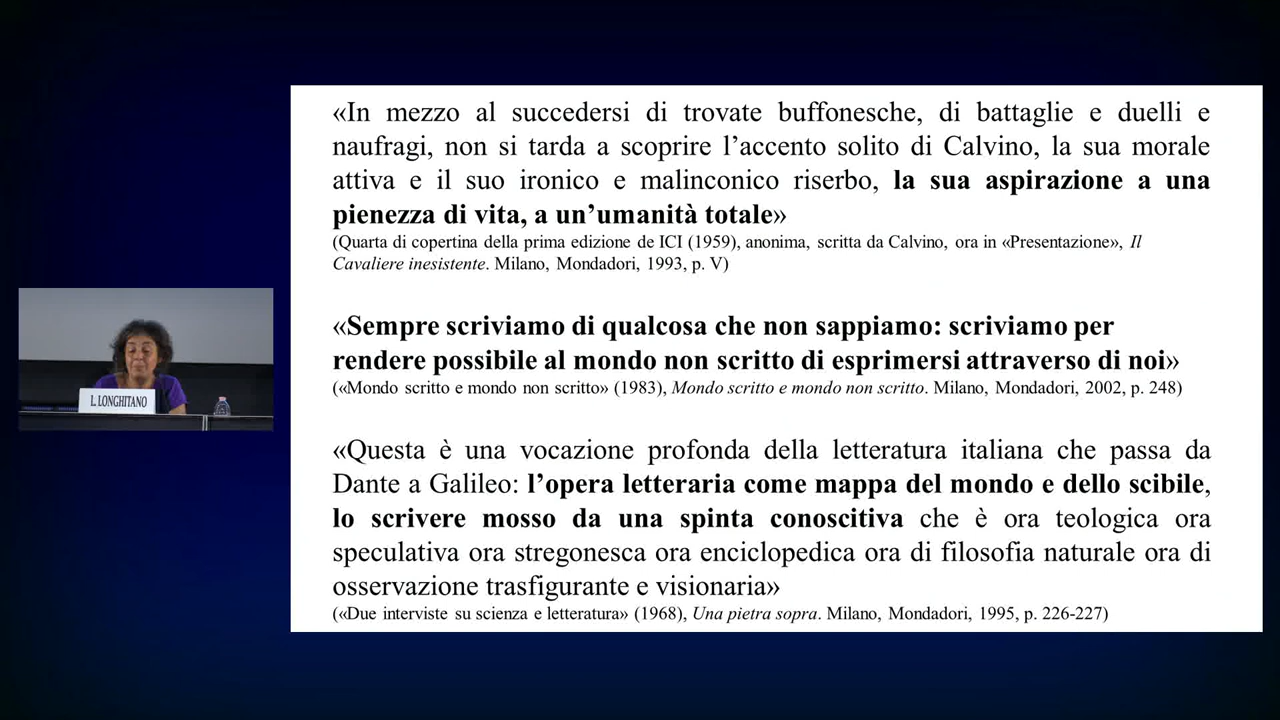 «In mezzo al succedersi di trovate buffonesche, di battaglie e duelli e
naufragi, non si tarda a scoprire l’accento solito di Calvino, la sua morale
attiva e il suo ironico e malinconico riserbo, la sua aspirazione a una
pienezza di vita, a un’umanità totale»
(Quarta di copertina della prima edizione de ICI (1959), anonima, scritta da Calvino, ora in «Presentazione», Il
Cavaliere inesistente. Milano, Mondadori, 1993, p. V)
«Sempre scriviamo di qualcosa che non sappiamo: scriviamo per
rendere possibile al mondo non scritto di esprimersi attraverso di noi»
(«Mondo scritto e mondo non scritto» (1983), Mondo scritto e mondo non scritto. Milano, Mondadori, 2002, p. 248)
«Questa è una vocazione profonda della letteratura italiana che passa da
Dante a Galileo: l’opera letteraria come mappa del mondo e dello scibile,
lo scrivere mosso da una spinta conoscitiva che è ora teologica ora
speculativa ora stregonesca ora enciclopedica ora di filosofia naturale ora di
osservazione trasfigurante e visionaria»
(«Due interviste su scienza e letteratura» (1968), Una pietra sopra. Milano, Mondadori, 1995, p. 226-227)
L. LONGHITANO